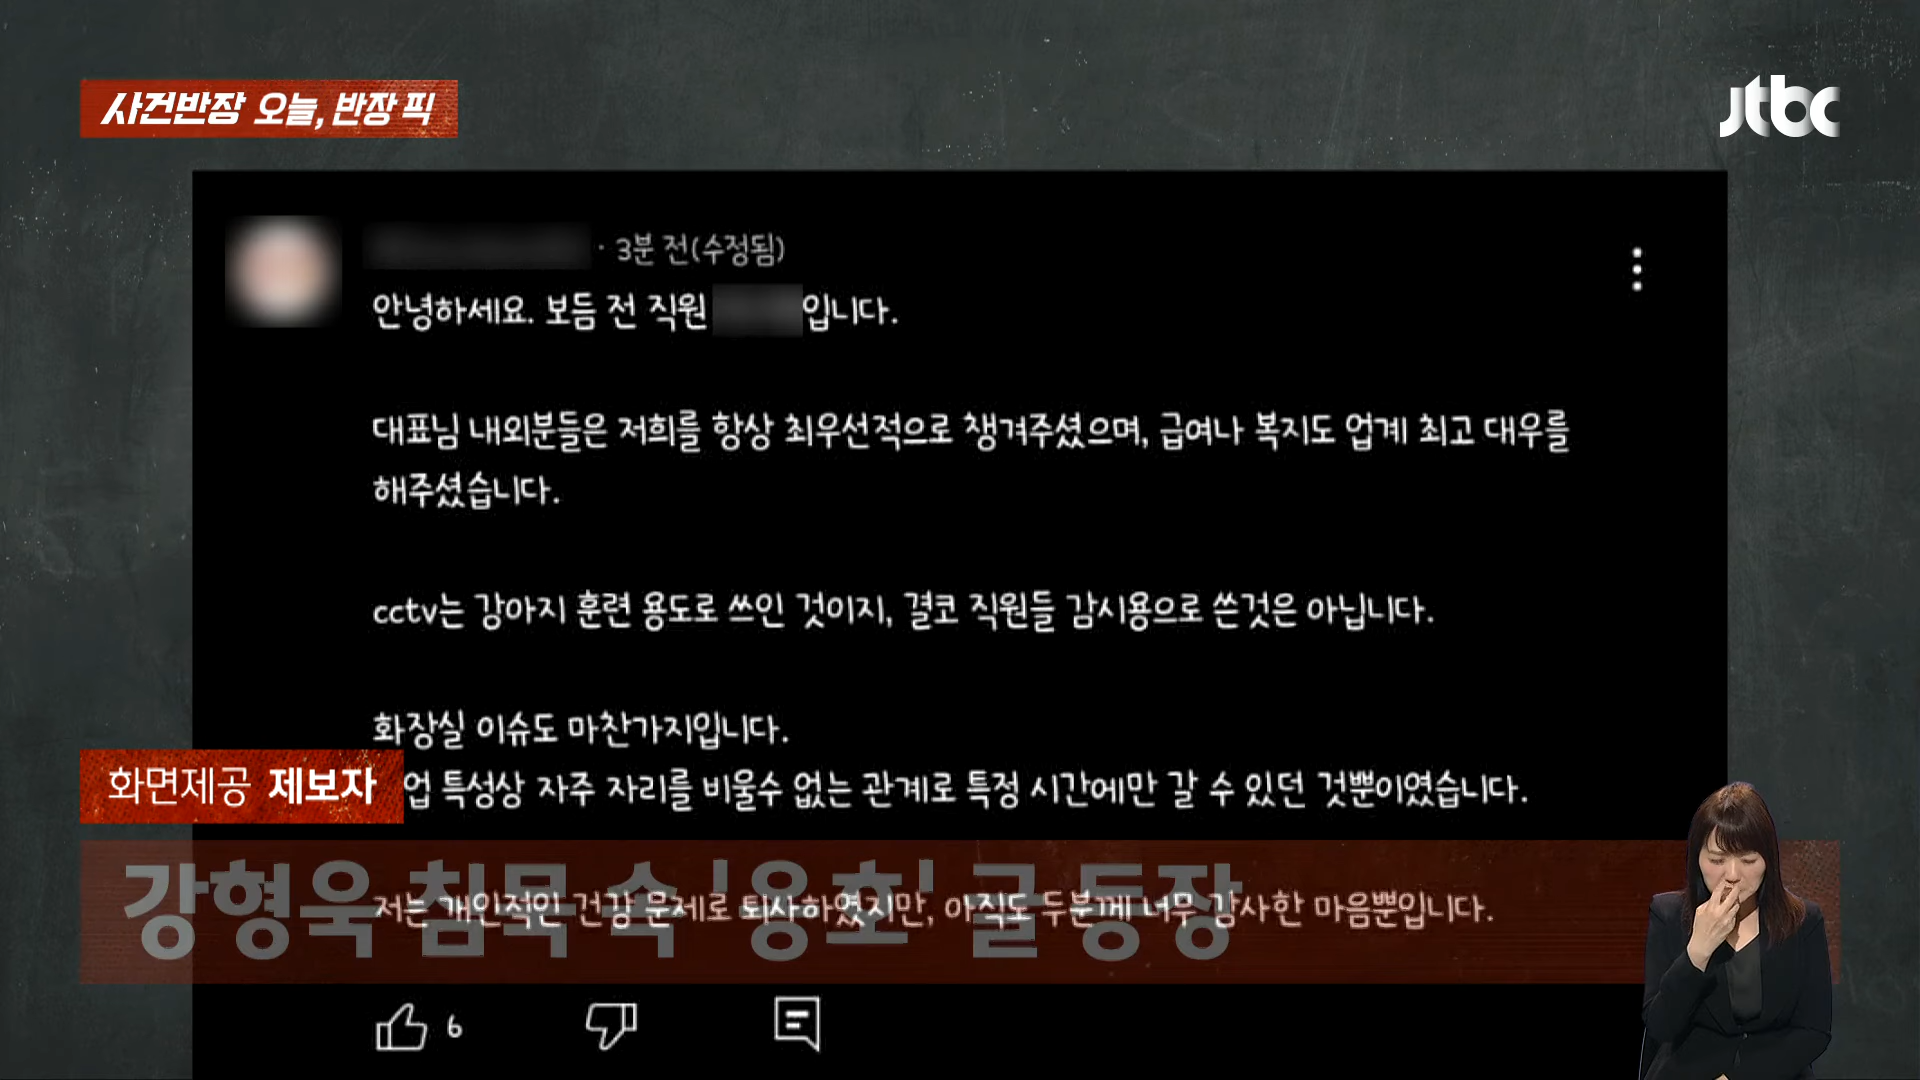 사건반장 오늘, 반장 픽
jtbc
· 3분 전(수정됨)
안녕하세요. 보듬 전 직원 입니다.
대표님 내외분들은 저희를 항상 최우선적으로 챙겨주셨으며, 급여나 복지도 업계 최고 대우를
해주셨습니다.
cctv는 강아지 훈련 용도로 쓰인 것이지, 결코 직원들 감시용으로 쓴것은 아닙니다.
화장실 이슈도 마찬가지입니다.
화면제공 제보자
업 특성상 자주 자리를 비울수 없는 관계로 특정 시간에만 갈 수 있던 것뿐이였습니다.
강형욱 침묵 속 '옹호' 글 등장
저는 개인적인 건강 문제로 퇴사하였지만, 아직도 두분께 너무 감사한 마음뿐입니다.
6